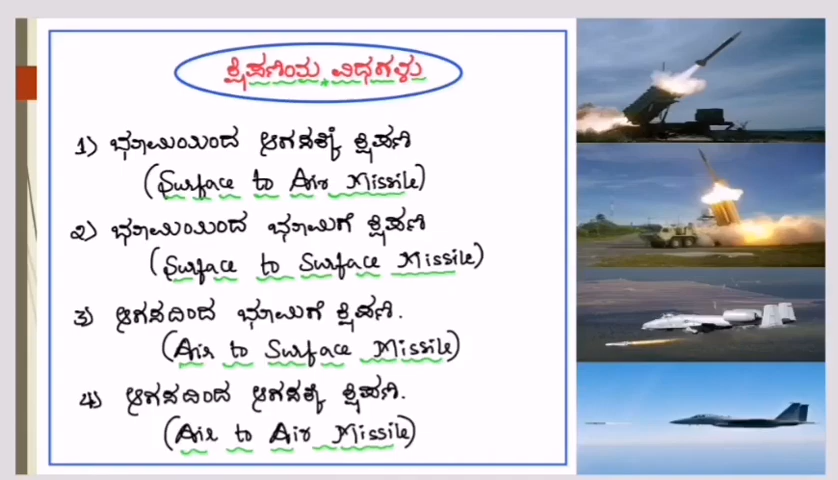 ಕ್ಷಿಪಣಿಯ ವಿಧಗಳು
1) ಭೂಮಿಯಿಂದ ಆಗಸಕ್ಕೆ ಕ್ಷಿಪಣಿ
(Surface to Air Missile)
2) ಭೂಮಿಯಿಂದ ಭೂಮಿಗೆ ಕ್ಷಿಪಣಿ
(Surface to Surface Missile)
3) ಆಗಸದಿಂದ ಭೂಮಿಗೆ ಕ್ಷಿಪಣಿ.
(Air to Surface Missile)
4) ಆಗಸದಿಂದ ಆಗಸಕ್ಕೆ ಕ್ಷಿಪಣಿ.
(Air to Air Missile)